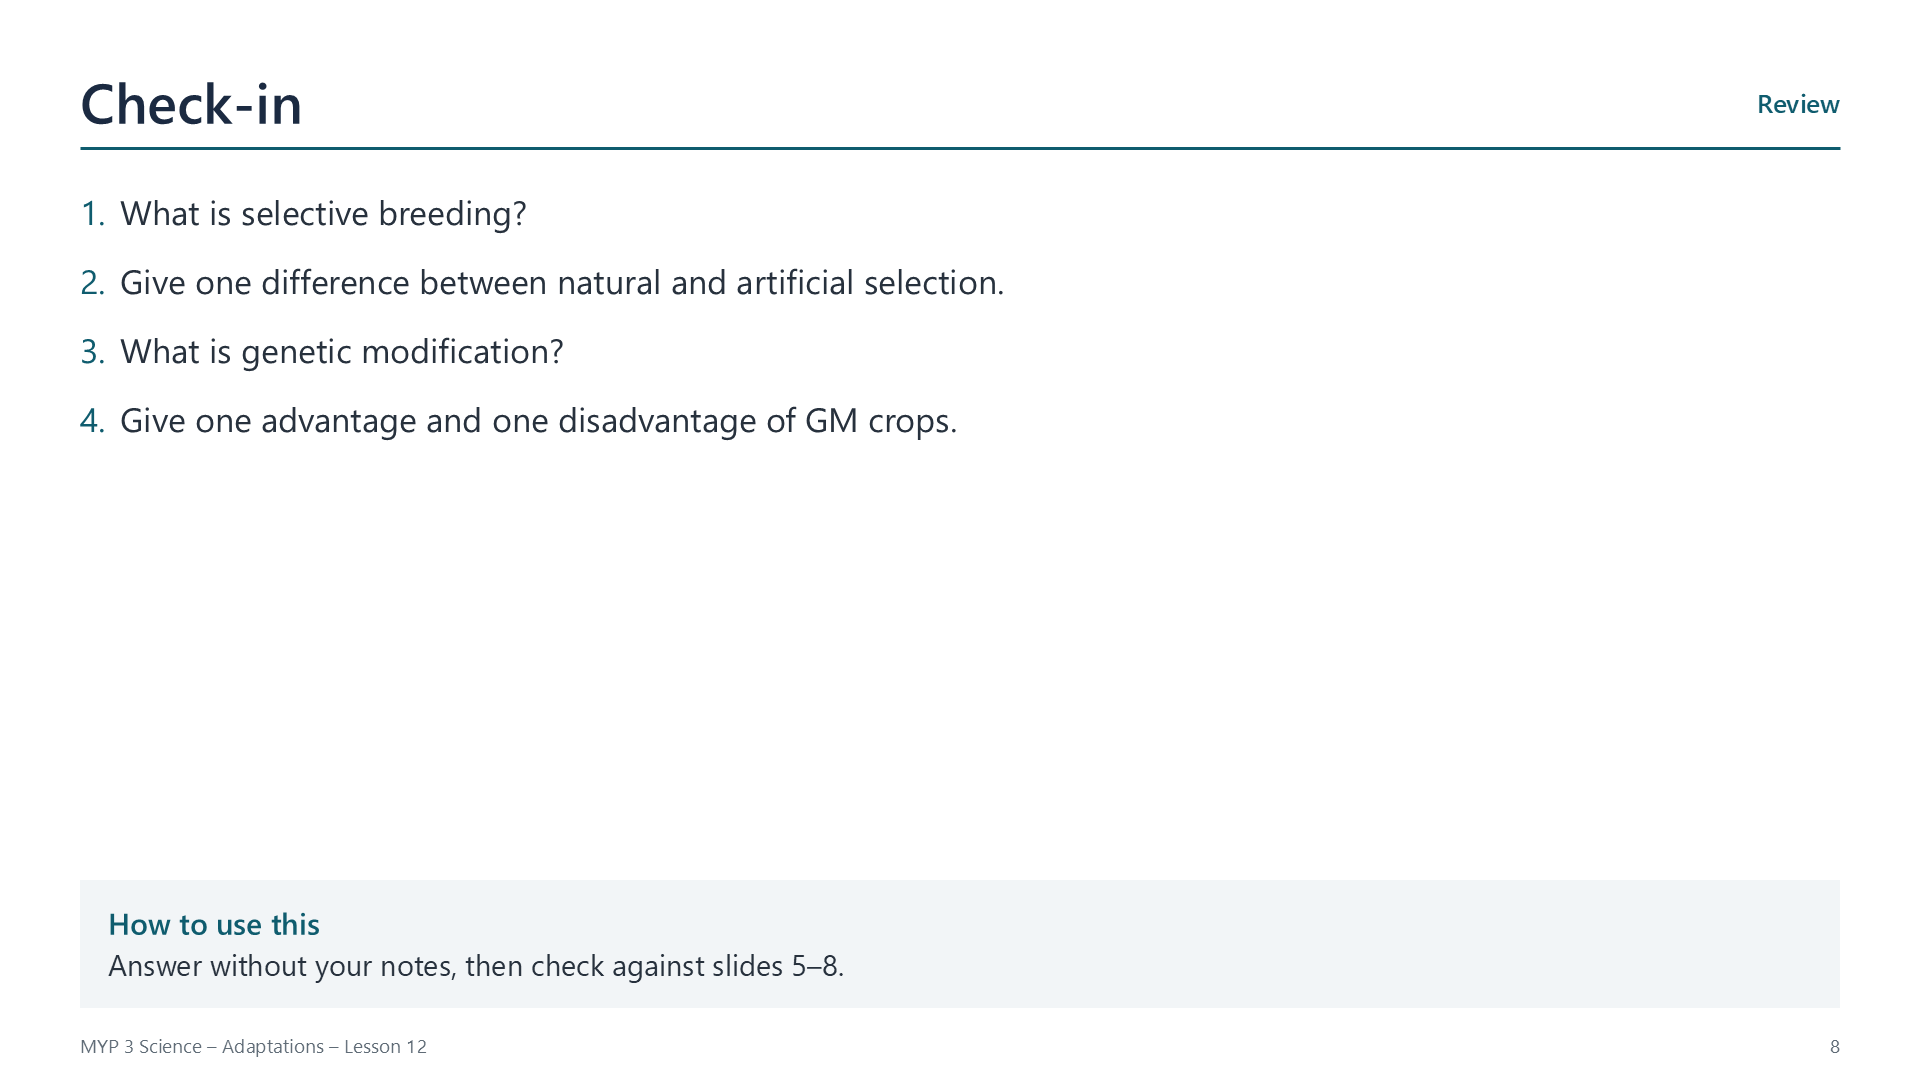 Check-in
Review
1. What is selective breeding?
2. Give one difference between natural and artificial selection.
3. What is genetic modification?
4. Give one advantage and one disadvantage of GM crops.
How to use this
Answer without your notes, then check against slides 5–8.
MYP 3 Science – Adaptations – Lesson 12
8